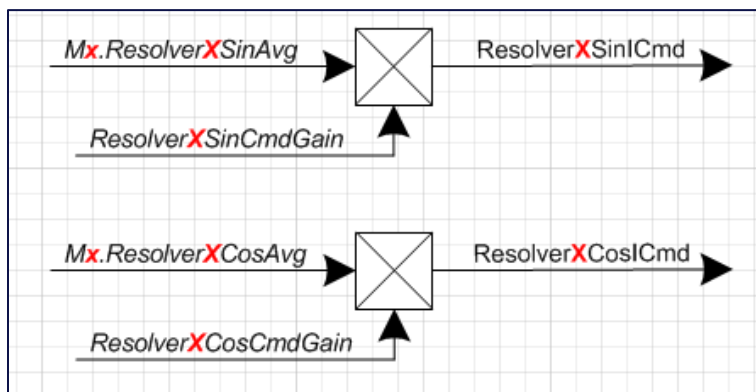 Mx.ResolverXSinAvg
ResolverXSinICmd
ResolverXSinCmdGain
Mx.ResolverXCosAvg
ResolverXCosICmd
ResolverXCosCmdGain